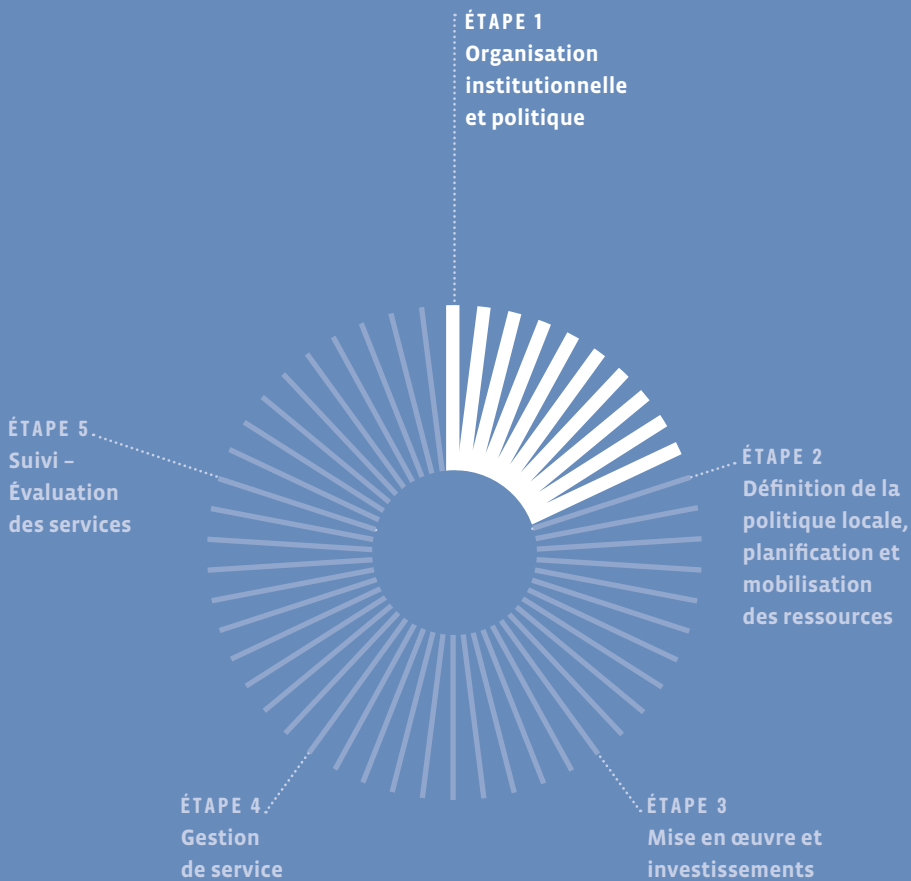 ÉTAPE 1
Organisation
institutionnelle
et politique
ÉTAPE 2
Définition de la
politique locale,
planification et
mobilisation
des ressources
ÉTAPE 3
Mise en œuvre et
investissements
ÉTAPE 4
Gestion
de service
ÉTAPE 5
Suivi –
Évaluation
des services